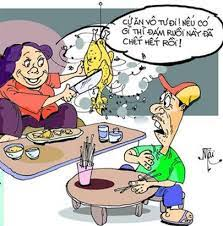 CỨ ĂN VÔ TƯ ĐI! NẾU CÓ
GÌ THÌ ĐÁM RUỒI NÀY ĐÃ
CHẾT HẾT RỒI!